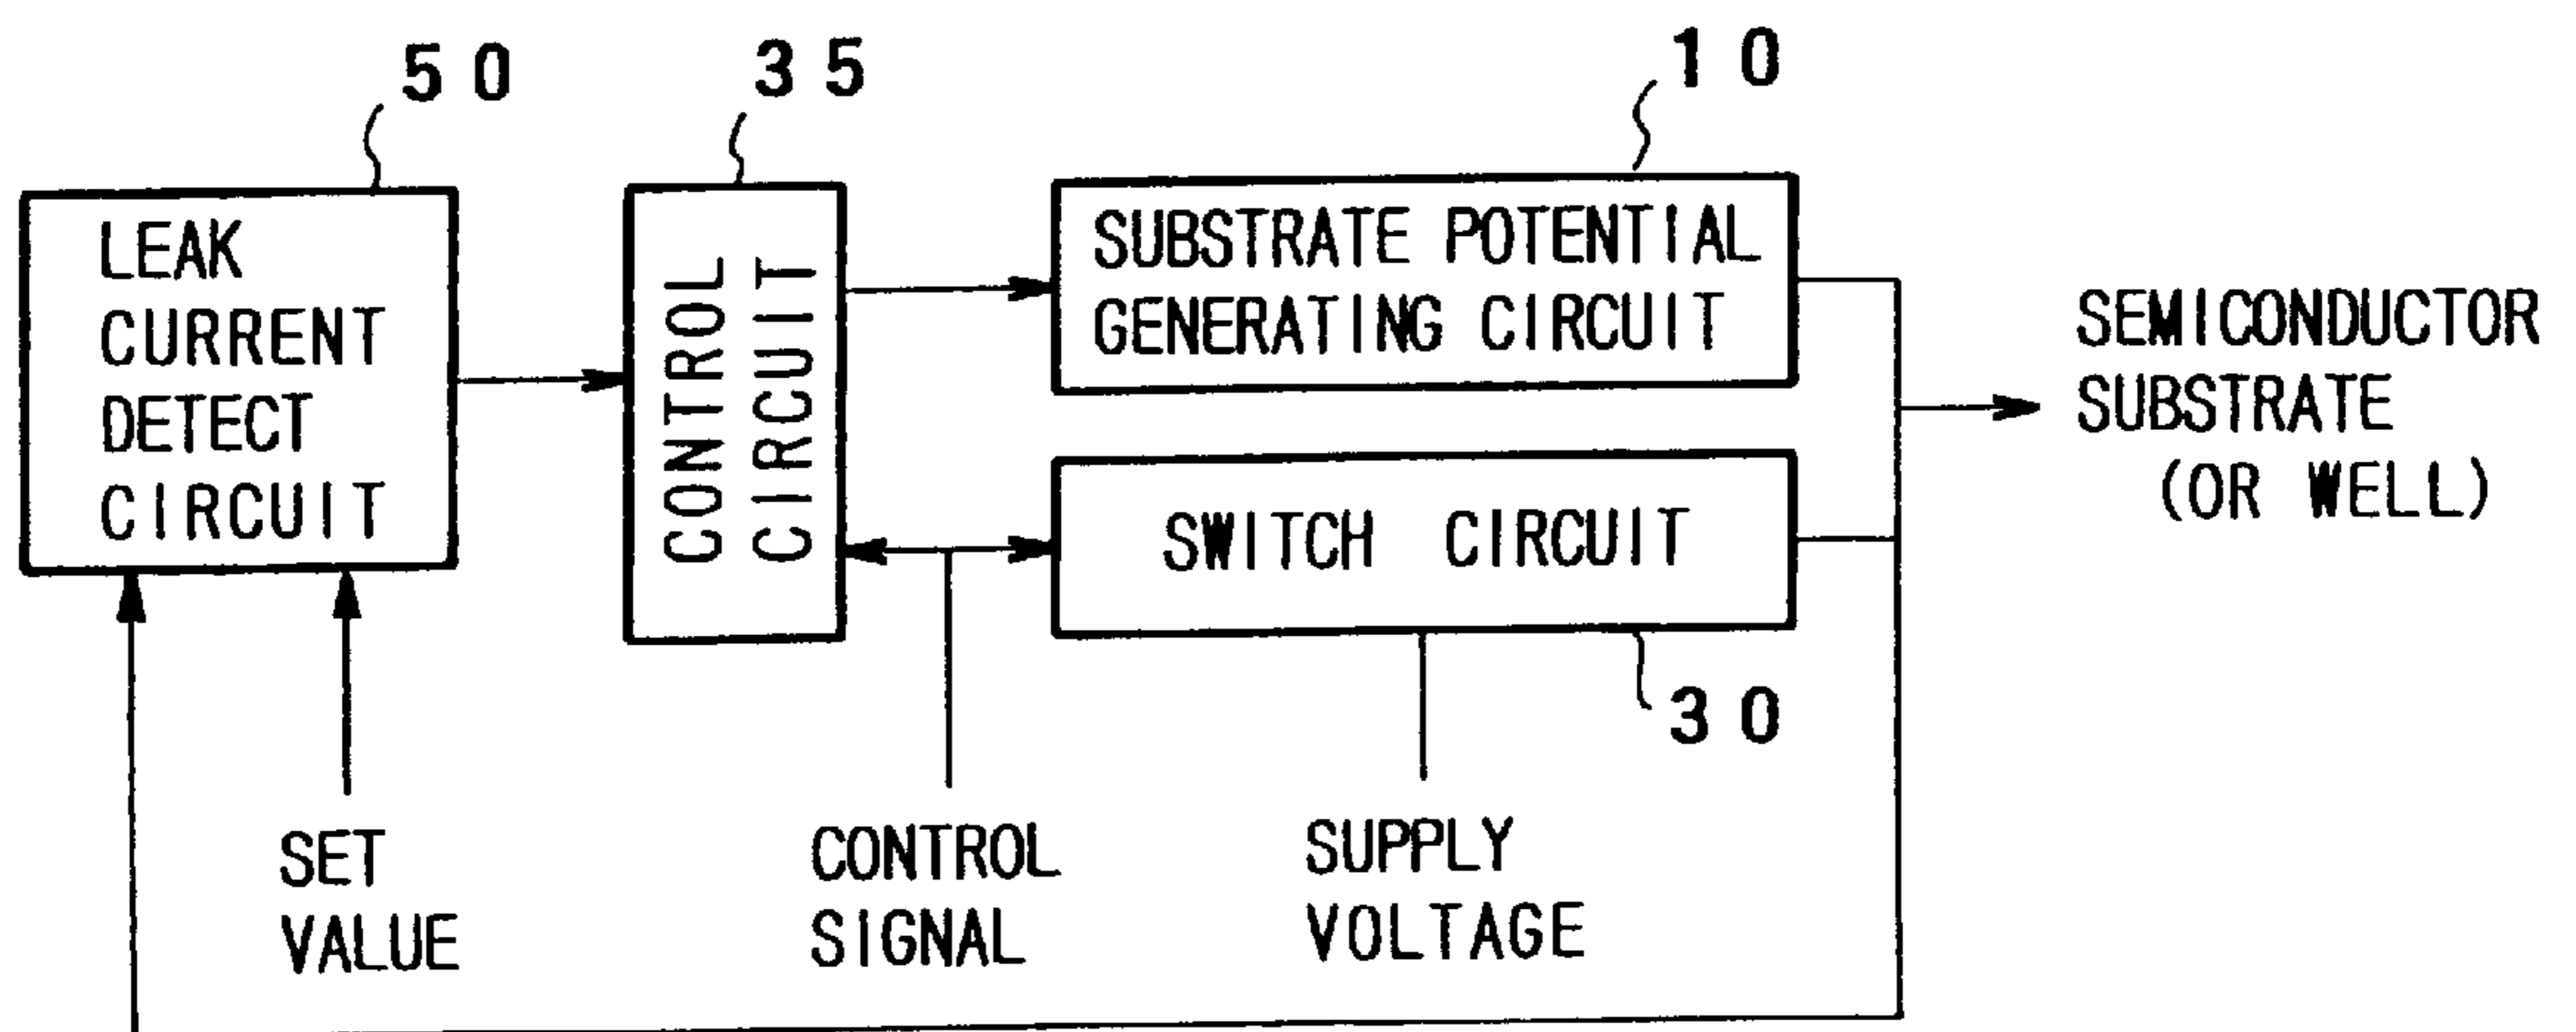 50
35
10
LEAK
CURRENT
DETECT
CIRCUIT
CONTROL
CIRCUIT
SUBSTRATE POTENTIAL
GENERATING CIRCUIT
SWITCH CIRCUIT
SEMICONDUCTOR
SUBSTRATE
(OR WELL)
30
SET
VALUE
CONTROL
SIGNAL
SUPPLY
VOLTAGE